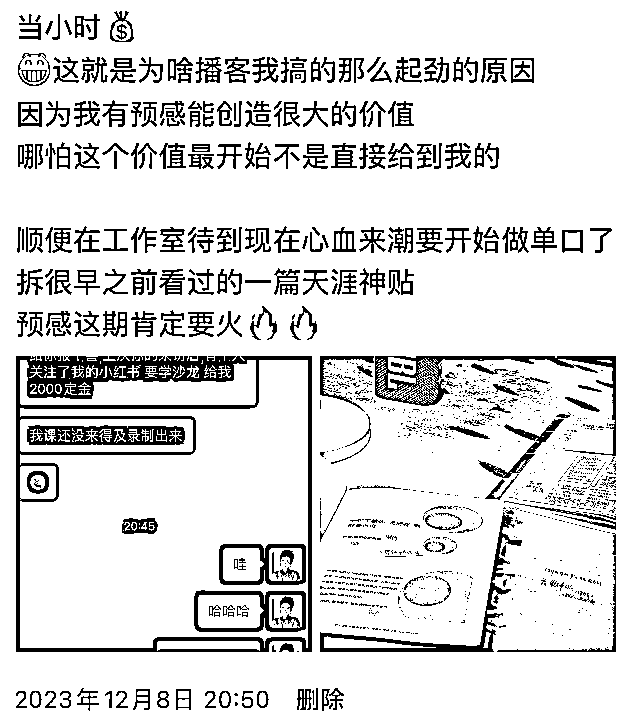 当小时💰
😁这就是为啥播客我搞的那么起劲的原因
因为我有预感能创造很大的价值
哪怕这个价值最开始不是直接给到我的
顺便在工作室待到现在心血来潮要开始做单口了
拆很早之前看过的一篇天涯神贴
预感这期肯定要火🔥🔥
关注了我的小红书 要学沙龙 给我
2000定金
我课还没来得及录制出来
20:45
哇
哈哈哈
2023年12月8日 20:50 删除